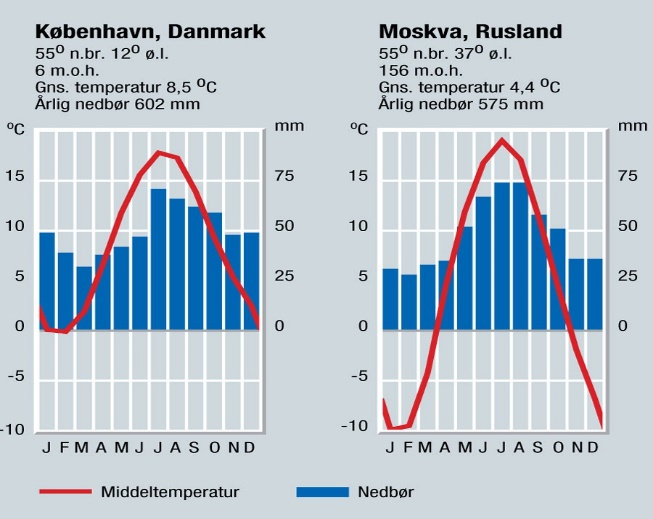 København, Danmark
55⁰ n.br. 12⁰ ø.l.
6 m.o.h.
Gns. temperatur 8,5 ⁰C
Årlig nedbør 602 mm
⁰C
mm
15
10
5
0
-5
-10
75
50
25
0
J F M A M J J A S O N D
Moskva, Rusland
55⁰ n.br. 37⁰ ø.l.
156 m.o.h.
Gns. temperatur 4,4 ⁰C
Årlig nedbør 575 mm
⁰C
mm
15
10
5
0
-5
-10
75
50
25
0
J F M A M J J A S O N D
Middeltemperatur
Nedbør